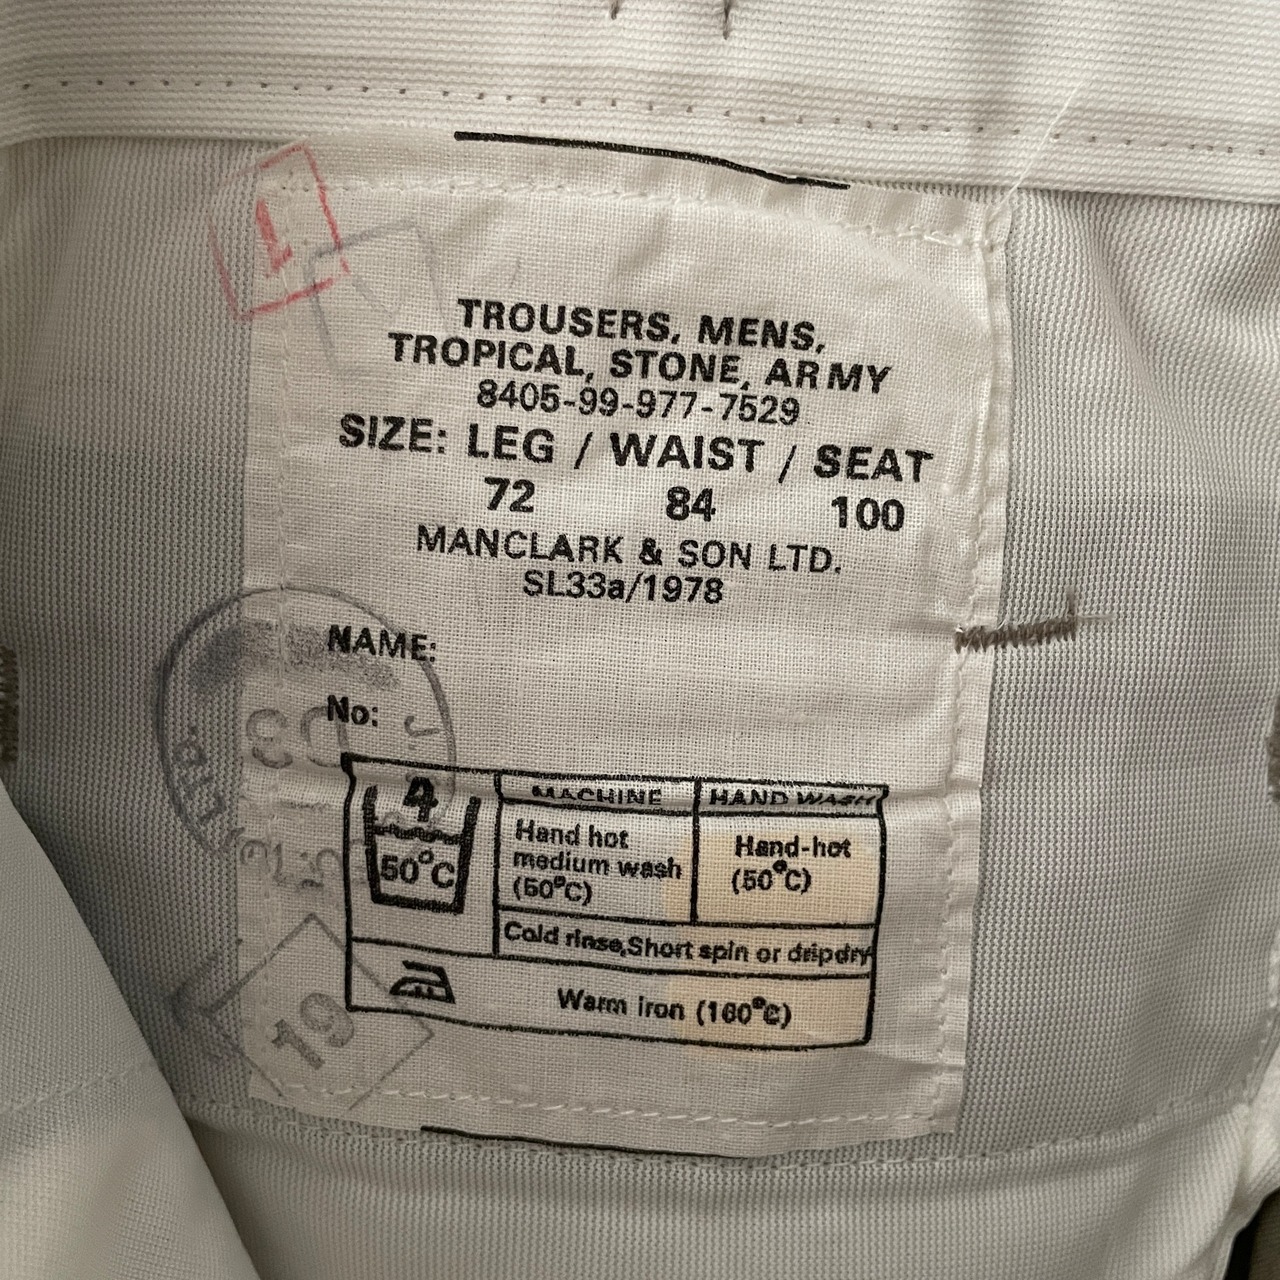 1
TROUSERS, MENS,
TROPICAL, STONE, ARMY
8405-99-977-7529
SIZE: LEG / WAIST / SEAT
72 84 100
MANCLARK & SON LTD.
SL33a/1978
NAME:
No:
4
50°C
MACHINE
Hand hot
medium wash
(50°C)
HAND WASH
Hand-hot
(50°C)
Cold rinse,Short spin or dripdry
Warm iron (160°C)
19